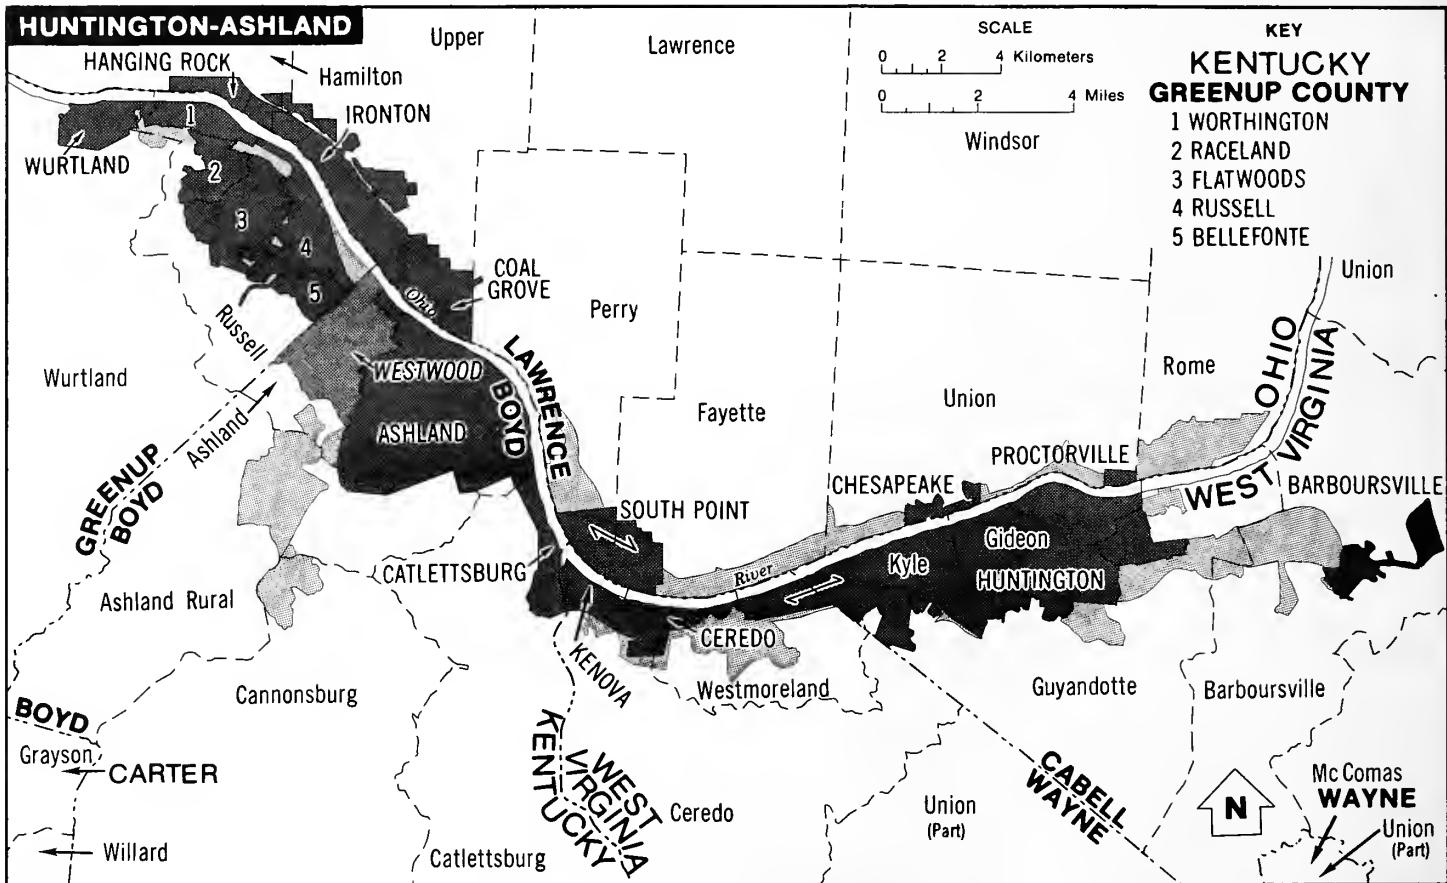 HUNTINGTON-ASHLAND
HANGING ROCK
Hamilton
IRONTON
Upper
Lawrence
SCALE
0 2 4 Kilometers
0 2 4 Miles
Windsor
KEY
KENTUCKY
GREENUP COUNTY
1 WORTHINGTON
2 RACELAND
3 FLATWOODS
4 RUSSELL
5 BELLEFONTE
WURTLAND
1
2
3
4
5
COAL
GROVE
Ohio
Perry
Union
Russell
Wurtland
WESTWOOD
LAWRENCE
BOYD
OHIO
WEST VIRGINIA
Rome
Ashland
ASHLAND
Fayette
Union
GREENUP
BOYD
PROCTORVILLE
CHESAPEAKE
BARBOURSVILLE
SOUTH POINT
Gideon
Kyle
HUNTINGTON
River
CATLETTSBURG
Ashland Rural
CEREDO
KENOVA
Cannonsburg
Westmoreland
Guyandotte
Barboursville
BOYD
Grayson
CARTER
WEST
VIRGINIA
KENTUCKY
Ceredo
CABELL
WAYNE
Union
(Part)
N
Mc Comas
WAYNE
Union
(Part)
Willard
Catlettsburg